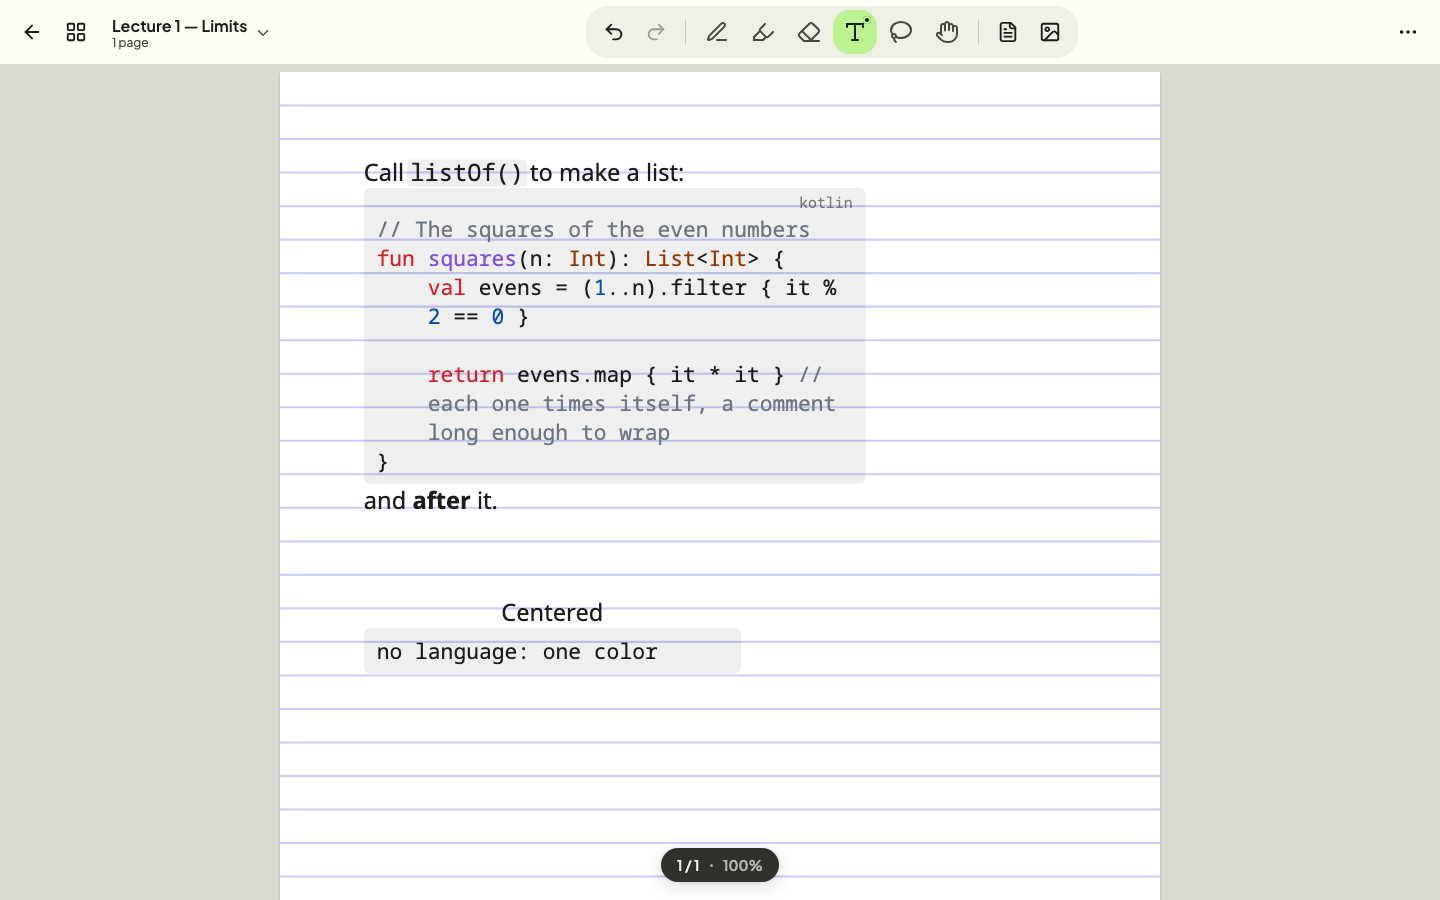 Lecture 1 — Limits
1 page
Call listOf() to make a list:
kotlin
// The squares of the even numbers
fun squares(n: Int): List<Int> {
    val evens = (1..n).filter { it %
    2 == 0 }
    return evens.map { it * it } //
    each one times itself, a comment
    long enough to wrap
}
and after it.
Centered
no language: one color
1/1 · 100%